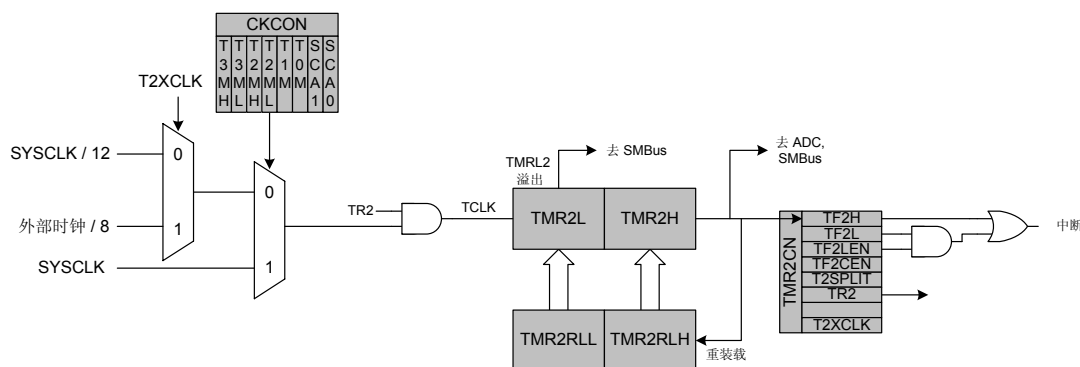 CKCON
T3MH
T3ML
T2MH
T2ML
T1M
T0M
SCA1
SCA0
T2XCLK
SYSCLK / 12
0
外部时钟 / 8
1
SYSCLK
0
1
TR2
TCLK
TMRL2
溢出
去 SMBus
去 ADC,
SMBus
TMR2L
TMR2H
TMR2RLL
TMR2RLH
重装载
TMR2CN
TF2H
TF2L
TF2LEN
TF2CEN
T2SPLIT
TR2
T2XCLK
中断